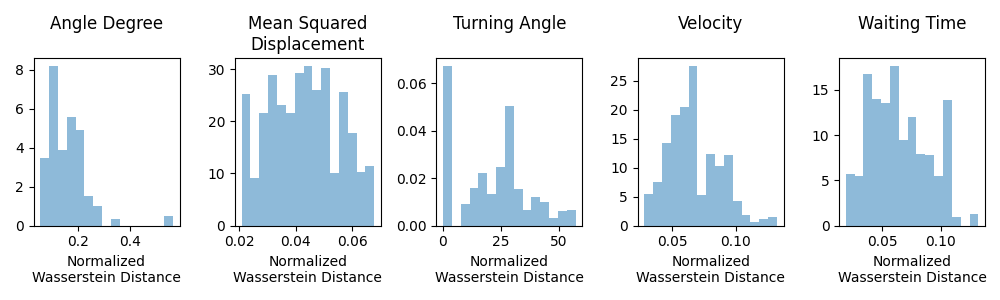 Angle Degree
8
6
4
2
0
0.2
0.4
Normalized
Wasserstein Distance
Mean Squared
Displacement
30
20
10
0
0.02
0.04
0.06
Normalized
Wasserstein Distance
Turning Angle
0.06
0.04
0.02
0.00
0
25
50
Normalized
Wasserstein Distance
Velocity
25
20
15
10
5
0
0.05
0.10
Normalized
Wasserstein Distance
Waiting Time
15
10
5
0
0.05
0.10
Normalized
Wasserstein Distance